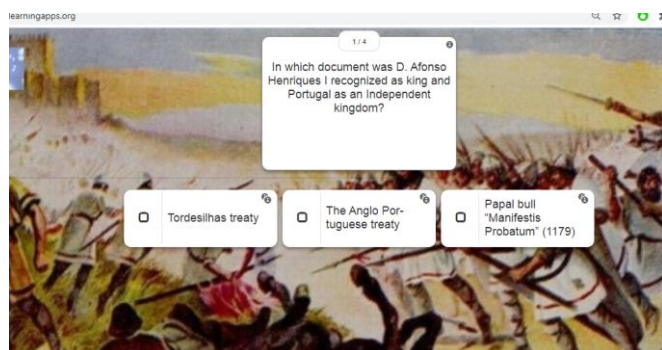 learningapps.org
1/4
In which document was D. Afonso
Henriques I recognized as king and
Portugal as an Independent
kingdom?
Tordesilhas treaty
The Anglo Por-
tuguese treaty
Papal bull
"Manifestis
Probatum" (1179)